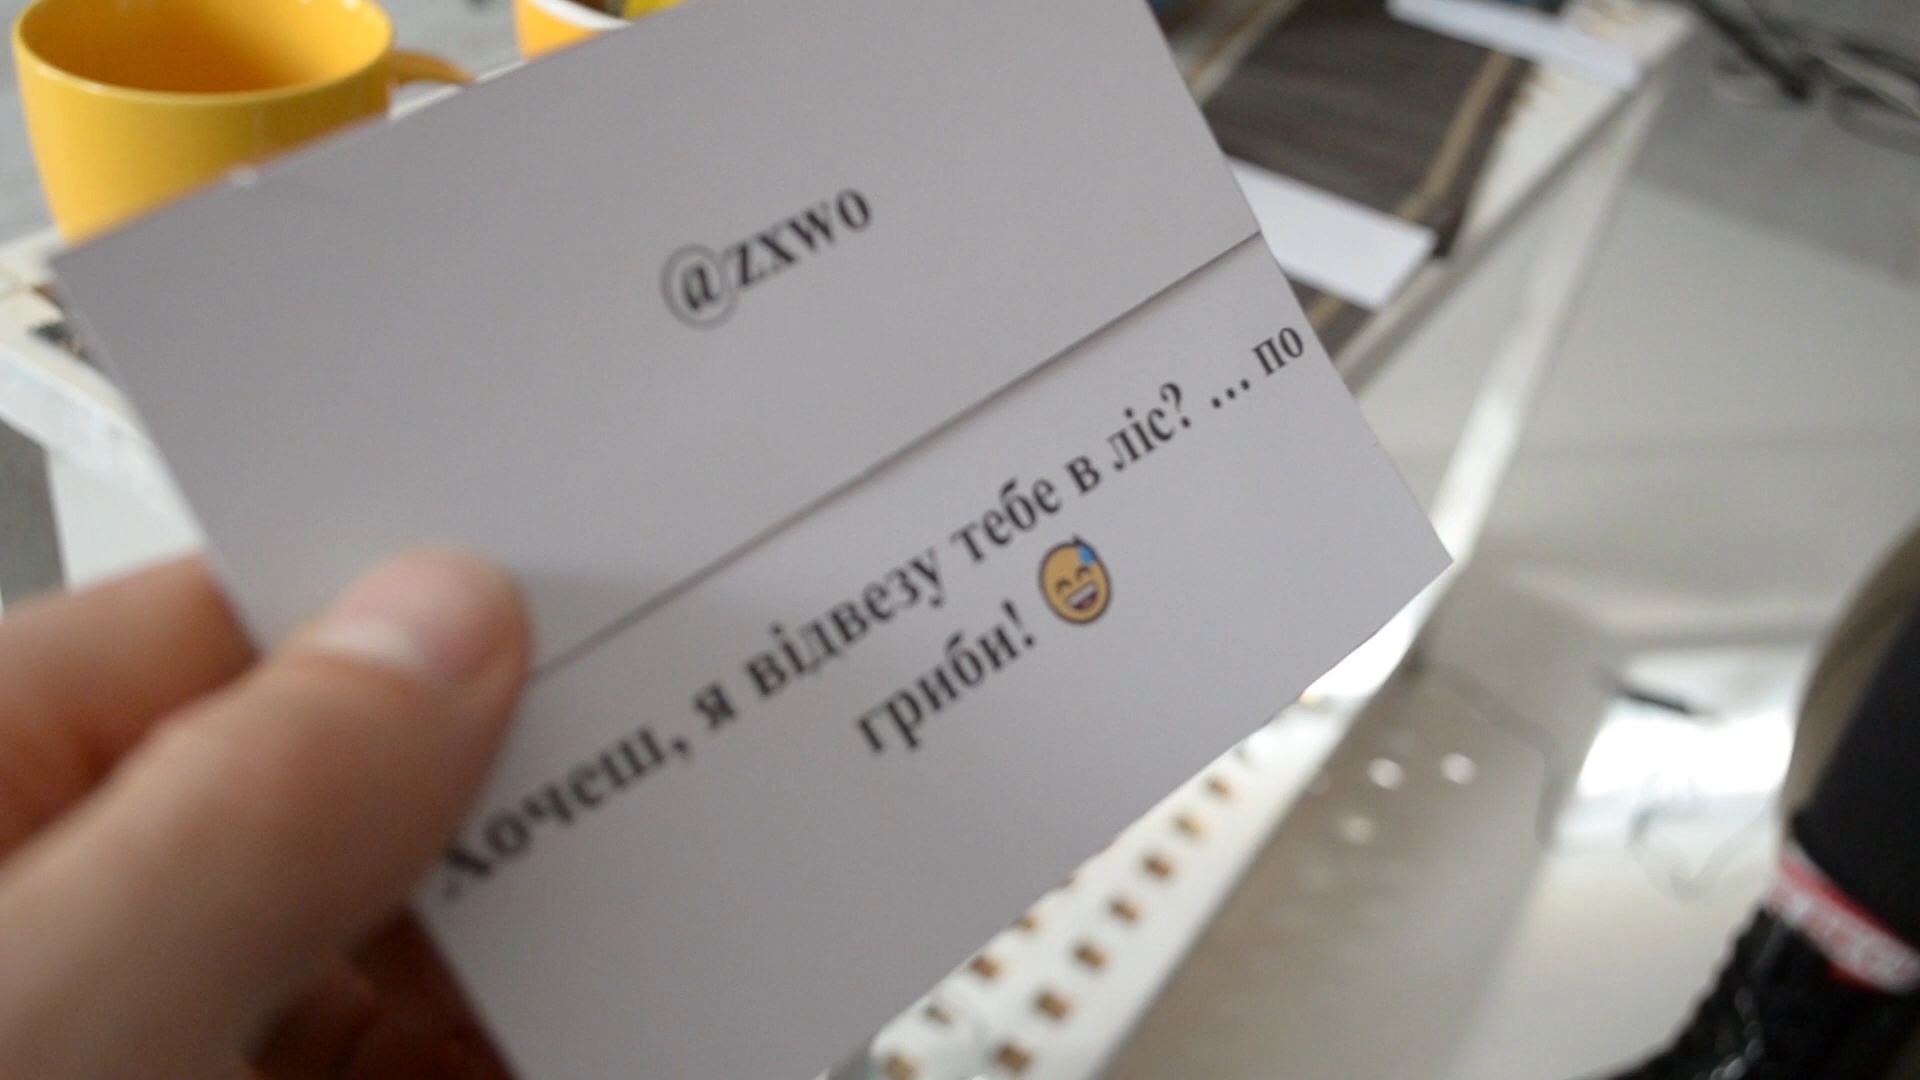 @zxwo
Хочеш, я відвезу тебе в ліс? ... по
гриби! 😅